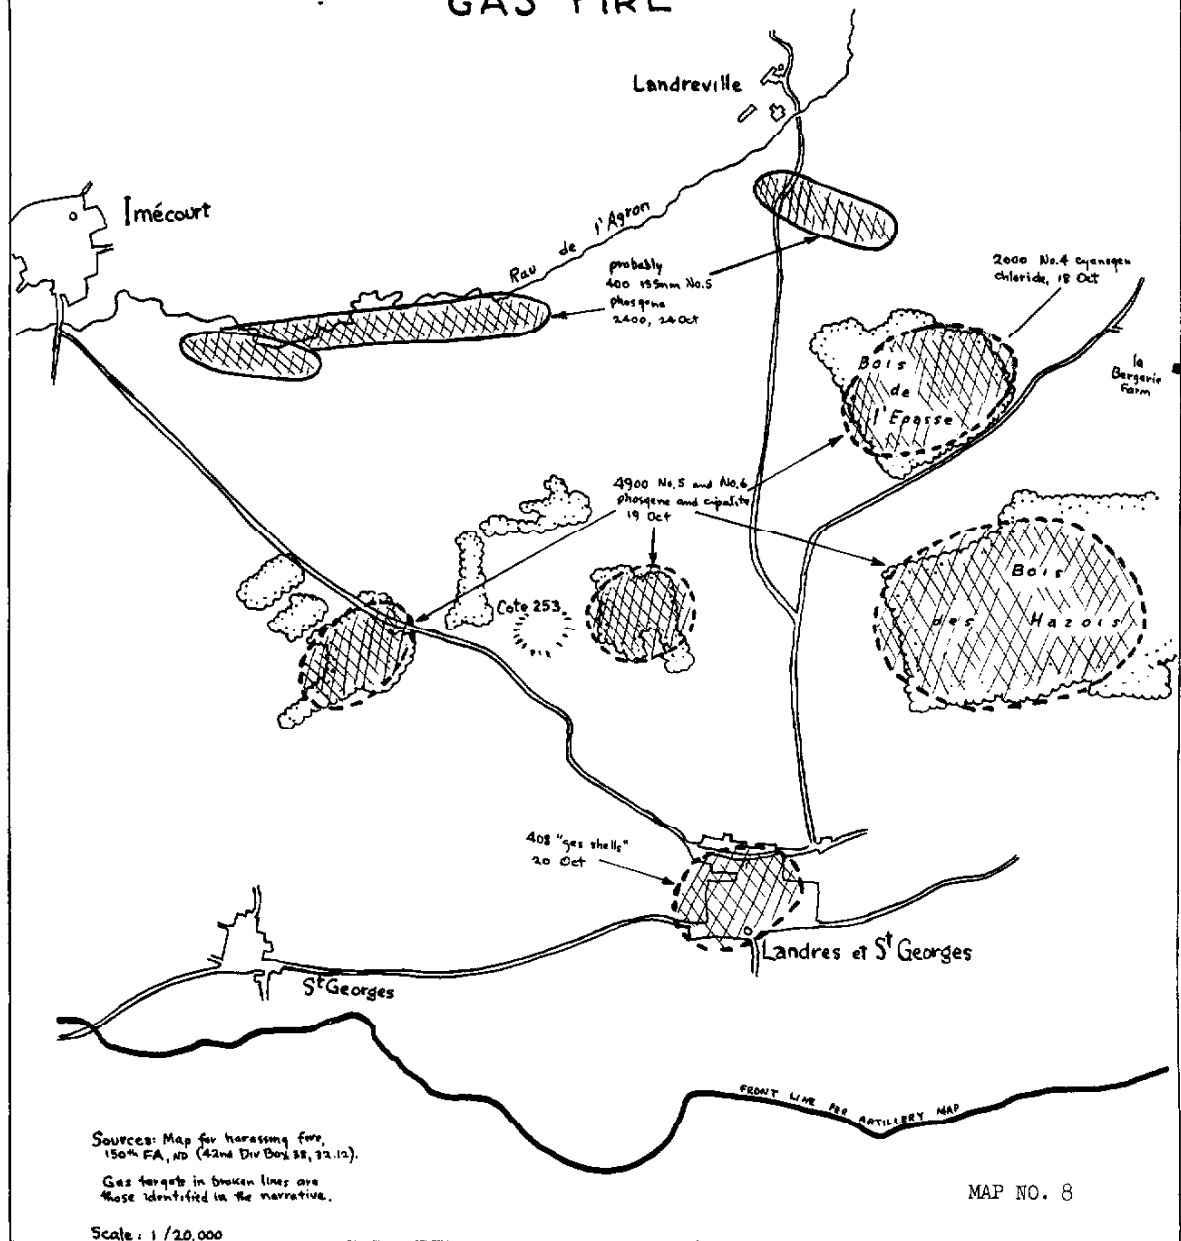 GAS FIRE
Landreville
Imécourt
Rau de l'Agron
probably
400 155mm No.5
phosgene
2400, 24 Oct
2000 No.4 cyanogen
chloride, 18 Oct
la
Bergerie
Farm
Bois
de
l'Epasse
4900 No.5 and No.6
phosgene and cipalite
19 Oct
Bois
des Hazois
Cote 253
408 "gas shells"
20 Oct
Landres et St Georges
St Georges
FRONT LINE PER ARTILLERY MAP
Sources: Map for harassing fire,
150th FA, ND (42nd Div Box 38, 32.12).
Gas targets in broken lines are
those identified in the narrative.
MAP NO. 8
Scale: 1/20,000